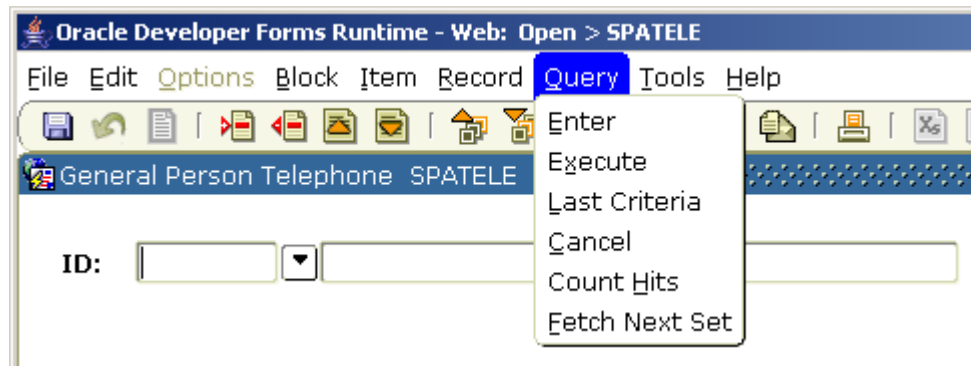 Oracle Developer Forms Runtime - Web: Open > SPATELE
File Edit Options Block Item Record Query Tools Help
Enter
General Person Telephone SPATELE
Execute
Last Criteria
ID:
Cancel
Count Hits
Fetch Next Set